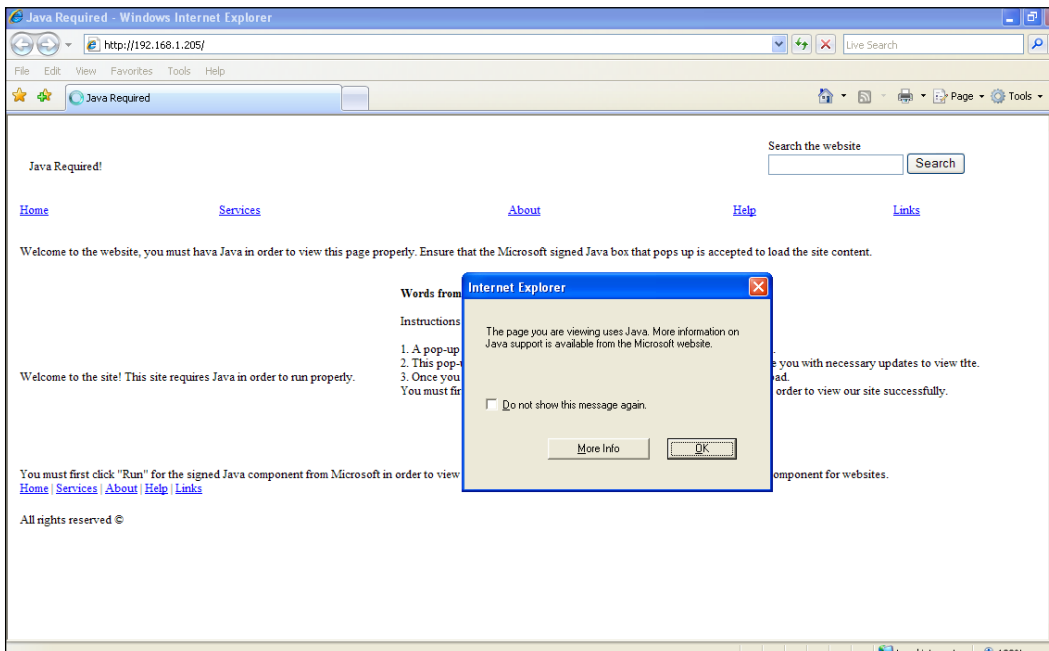 Java Required - Windows Internet Explorer
http://192.168.1.205/
Live Search
File Edit View Favorites Tools Help
Java Required
Page Tools
Search the website
Java Required!
Search
Home Services About Help Links
Welcome to the website, you must hava Java in order to view this page properly. Ensure that the Microsoft signed Java box that pops up is accepted to load the site content.
Words from
Internet Explorer
Instructions
The page you are viewing uses Java. More information on
Java support is available from the Microsoft website.
1. A pop-up
2. This pop- you with necessary updates to view tlte.
Welcome to the site! This site requires Java in order to run properly.
3. Once you
You must order to view our site successfully.
Do not show this message again.
More Info OK
You must first click "Run" for the signed Java component from Microsoft in order to view omponent for websites.
Home | Services | About | Help | Links
All rights reserved ©